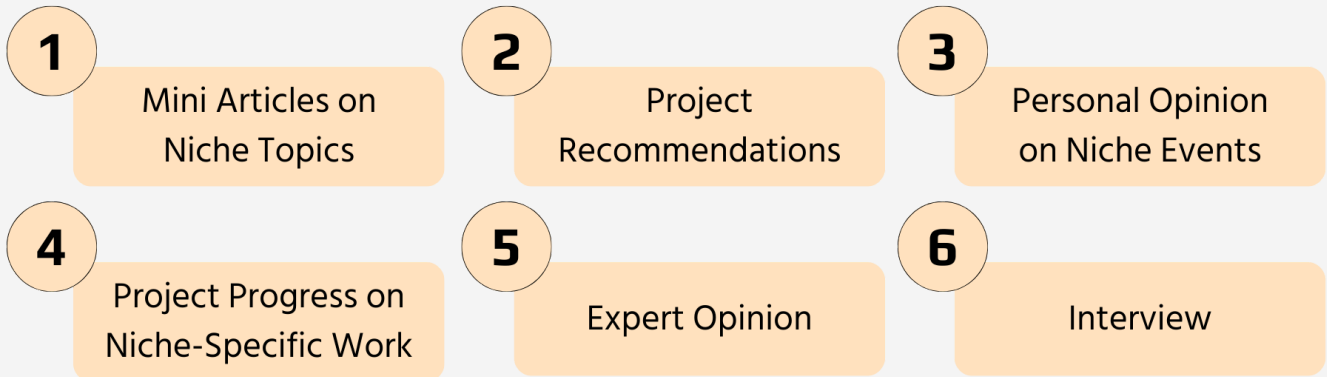 1
Mini Articles on
Niche Topics
2
Project
Recommendations
3
Personal Opinion
on Niche Events
4
Project Progress on
Niche-Specific Work
5
Expert Opinion
6
Interview